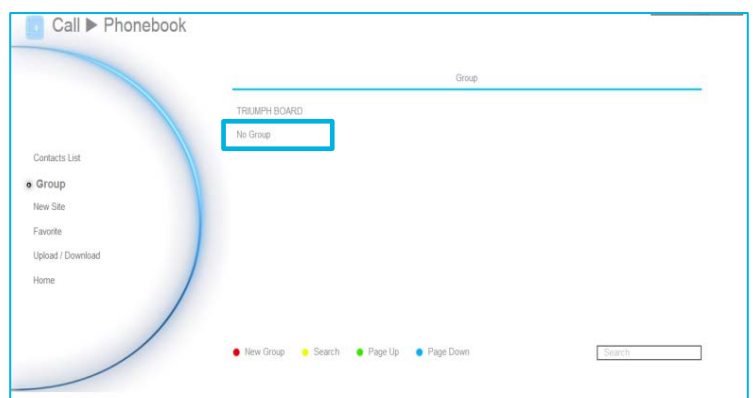 Call ▶ Phonebook
Group
TRIUMPH BOARD
No Group
Contacts List
Group
New Site
Favorite
Upload / Download
Home
New Group Search Page Up Page Down Search